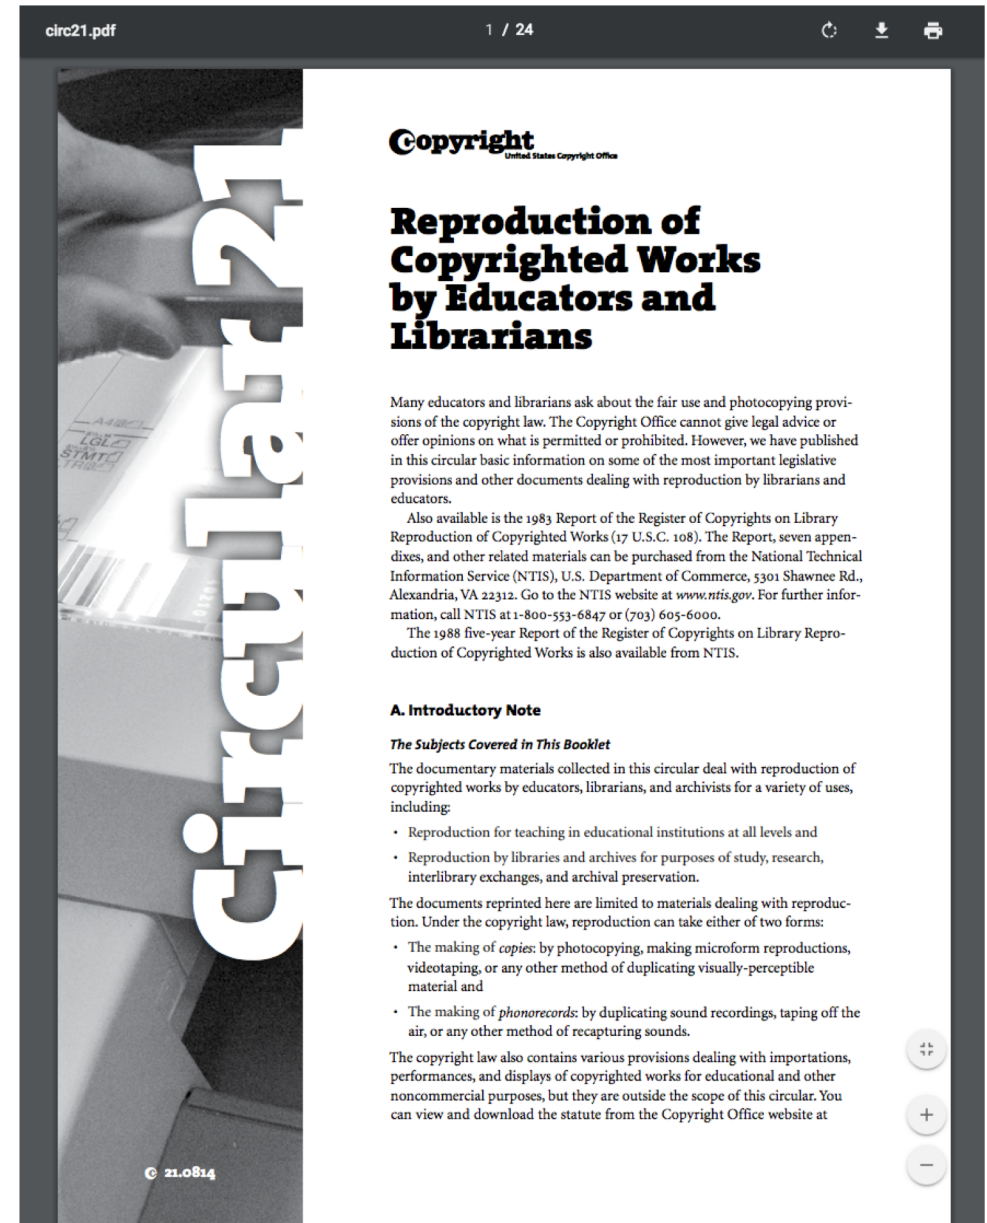 circ21.pdf
1 / 24
Circular 21
A4
LGL
STMT
Copyright
United States Copyright Office
Reproduction of
Copyrighted Works
by Educators and
Librarians
Many educators and librarians ask about the fair use and photocopying provi-
sions of the copyright law. The Copyright Office cannot give legal advice or
offer opinions on what is permitted or prohibited. However, we have published
in this circular basic information on some of the most important legislative
provisions and other documents dealing with reproduction by librarians and
educators.
Also available is the 1983 Report of the Register of Copyrights on Library
Reproduction of Copyrighted Works (17 U.S.C. 108). The Report, seven appen-
dixes, and other related materials can be purchased from the National Technical
Information Service (NTIS), U.S. Department of Commerce, 5301 Shawnee Rd.,
Alexandria, VA 22312. Go to the NTIS website at www.ntis.gov. For further infor-
mation, call NTIS at 1-800-553-6847 or (703) 605-6000.
The 1988 five-year Report of the Register of Copyrights on Library Repro-
duction of Copyrighted Works is also available from NTIS.
A. Introductory Note
The Subjects Covered in This Booklet
The documentary materials collected in this circular deal with reproduction of
copyrighted works by educators, librarians, and archivists for a variety of uses,
including:
• Reproduction for teaching in educational institutions at all levels and
• Reproduction by libraries and archives for purposes of study, research,
interlibrary exchanges, and archival preservation.
The documents reprinted here are limited to materials dealing with reproduc-
tion. Under the copyright law, reproduction can take either of two forms:
• The making of copies: by photocopying, making microform reproductions,
videotaping, or any other method of duplicating visually-perceptible
material and
• The making of phonorecords: by duplicating sound recordings, taping off the
air, or any other method of recapturing sounds.
The copyright law also contains various provisions dealing with importations,
performances, and displays of copyrighted works for educational and other
noncommercial purposes, but they are outside the scope of this circular. You
can view and download the statute from the Copyright Office website at
21.0814